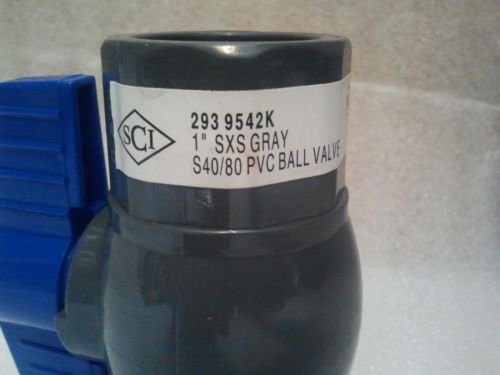 SCI
293 9542K
1" SXS GRAY
S40/80 PVC BALL VALVE